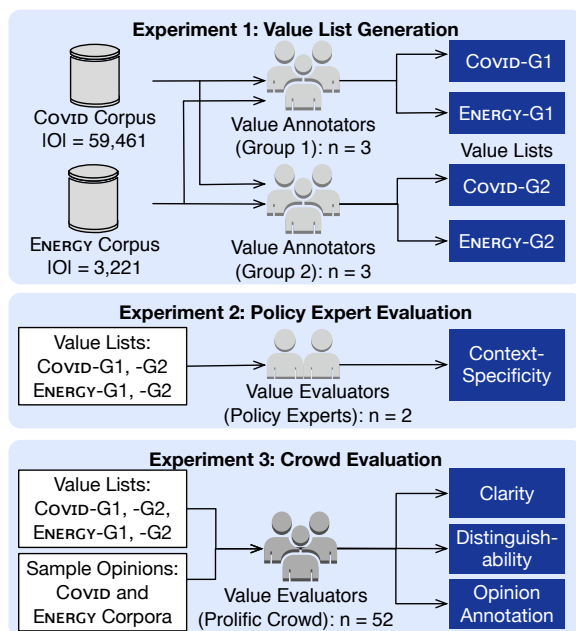 Experiment 1: Value List Generation
COVID Corpus
|O| = 59,461
ENERGY Corpus
|O| = 3,221
Value Annotators
(Group 1): n = 3
Value Annotators
(Group 2): n = 3
COVID-G1
ENERGY-G1
Value Lists
COVID-G2
ENERGY-G2
Experiment 2: Policy Expert Evaluation
Value Lists:
COVID-G1, -G2
ENERGY-G1, -G2
Value Evaluators
(Policy Experts): n = 2
Context-
Specificity
Experiment 3: Crowd Evaluation
Value Lists:
COVID-G1, -G2,
ENERGY-G1, -G2
Sample Opinions:
COVID and
ENERGY Corpora
Value Evaluators
(Prolific Crowd): n = 52
Clarity
Distinguish-
ability
Opinion
Annotation